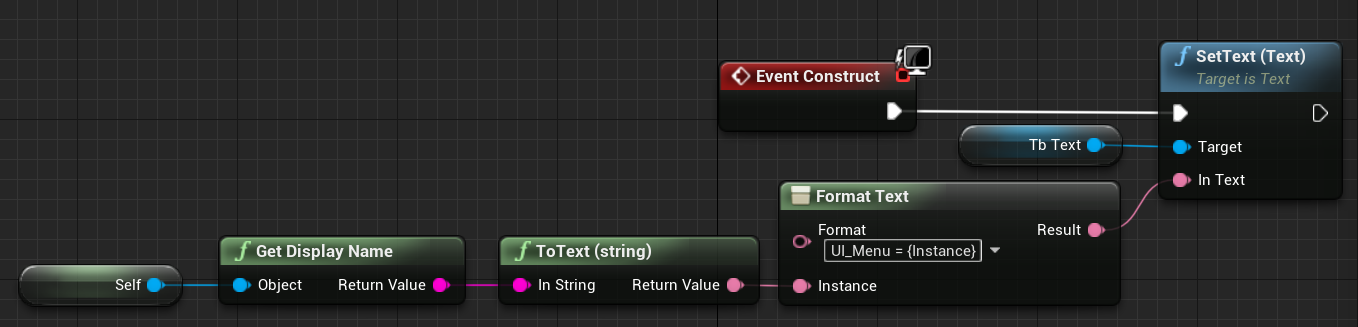 Event Construct
SetText (Text)
Target is Text
Tb Text
Target
In Text
Format Text
Format
UI_Menu = {Instance}
Result
Instance
Get Display Name
Object
Return Value
ToText (string)
In String
Return Value
Self